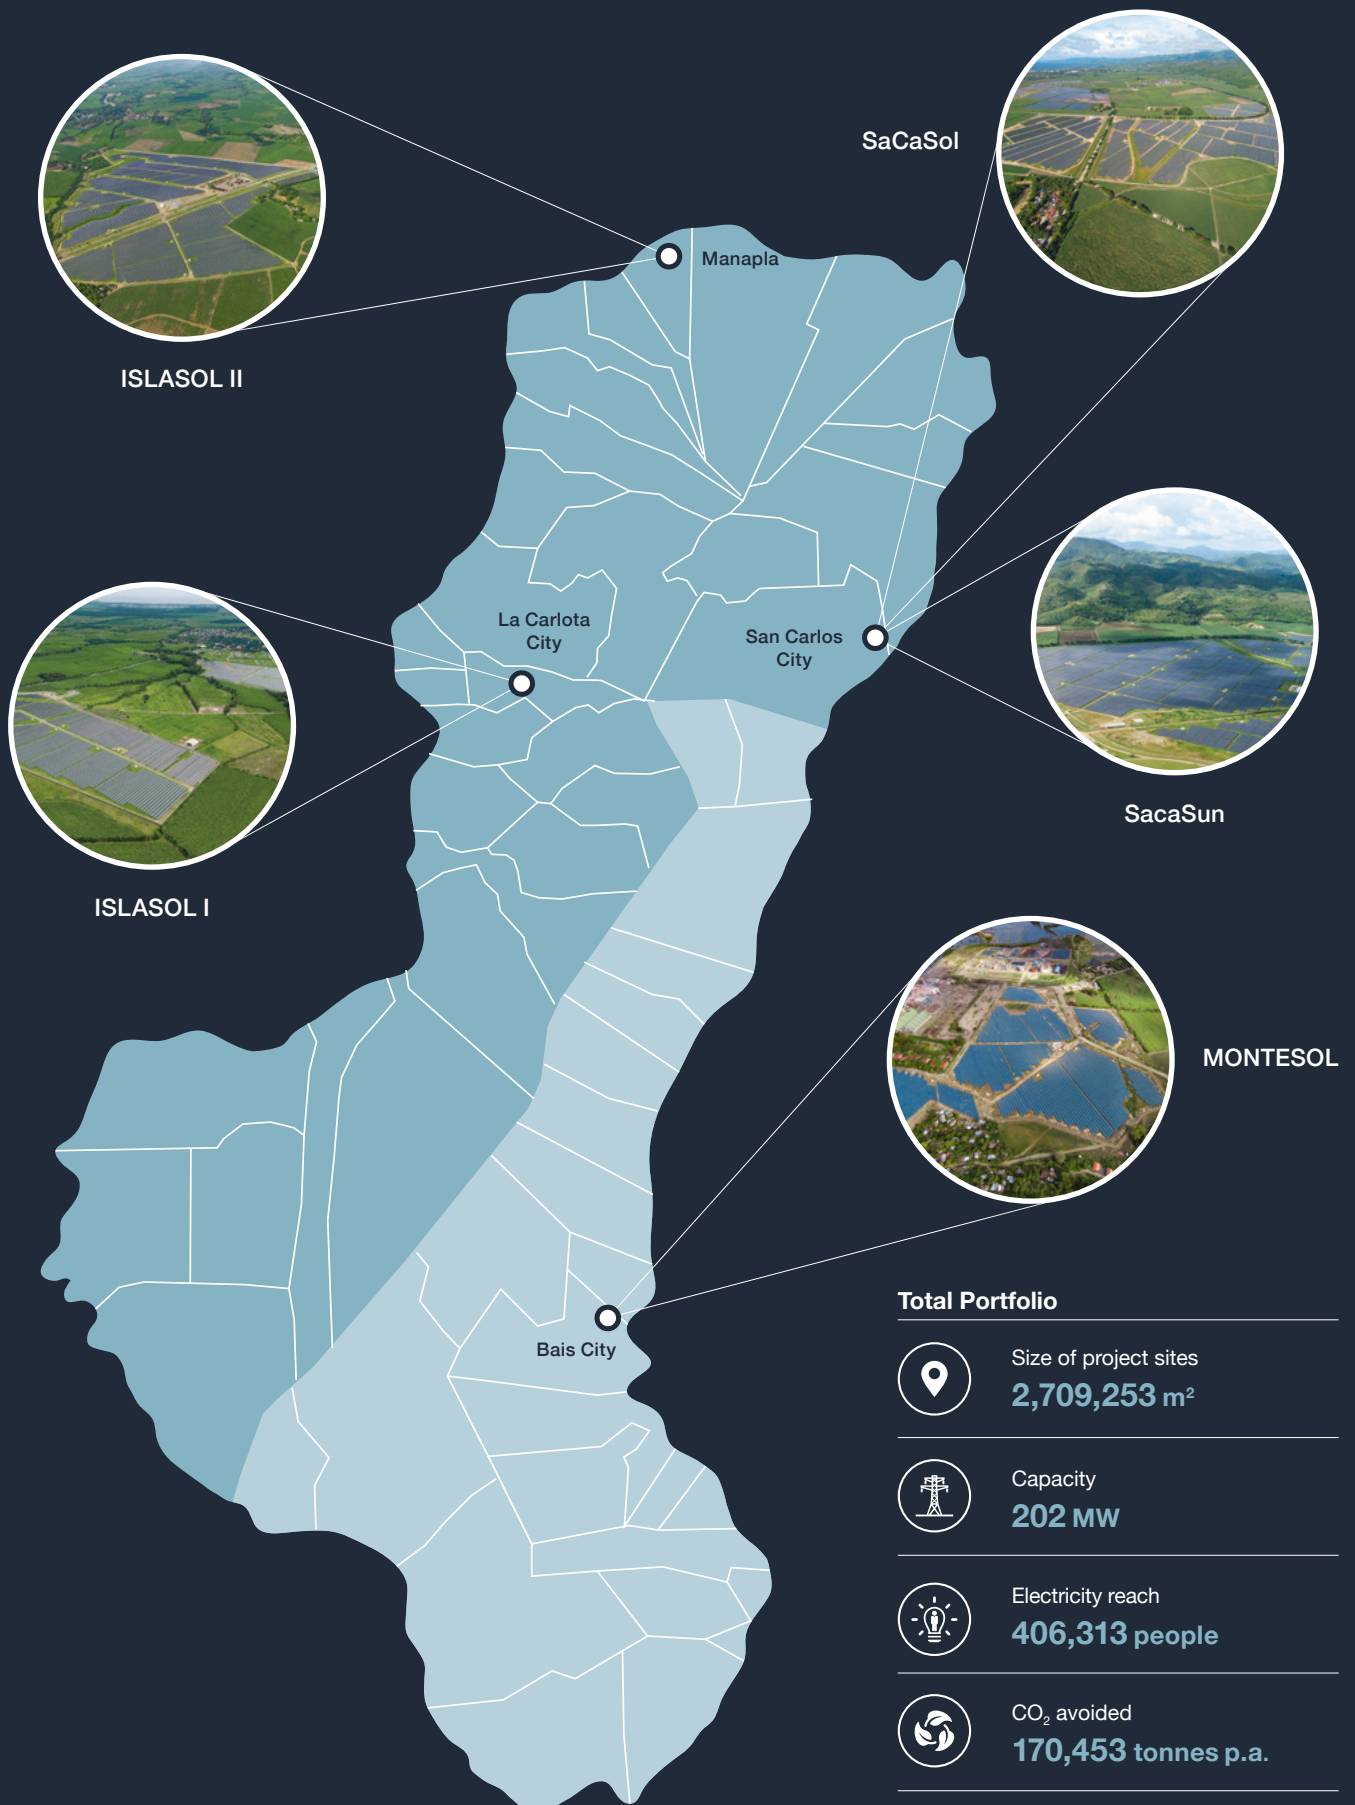 SaCaSol
Manapla
ISLASOL II
La Carlota
City
San Carlos
City
SacaSun
ISLASOL I
MONTESOL
Bais City
Total Portfolio
Size of project sites
2,709,253 m²
Capacity
202 MW
Electricity reach
406,313 people
CO₂ avoided
170,453 tonnes p.a.